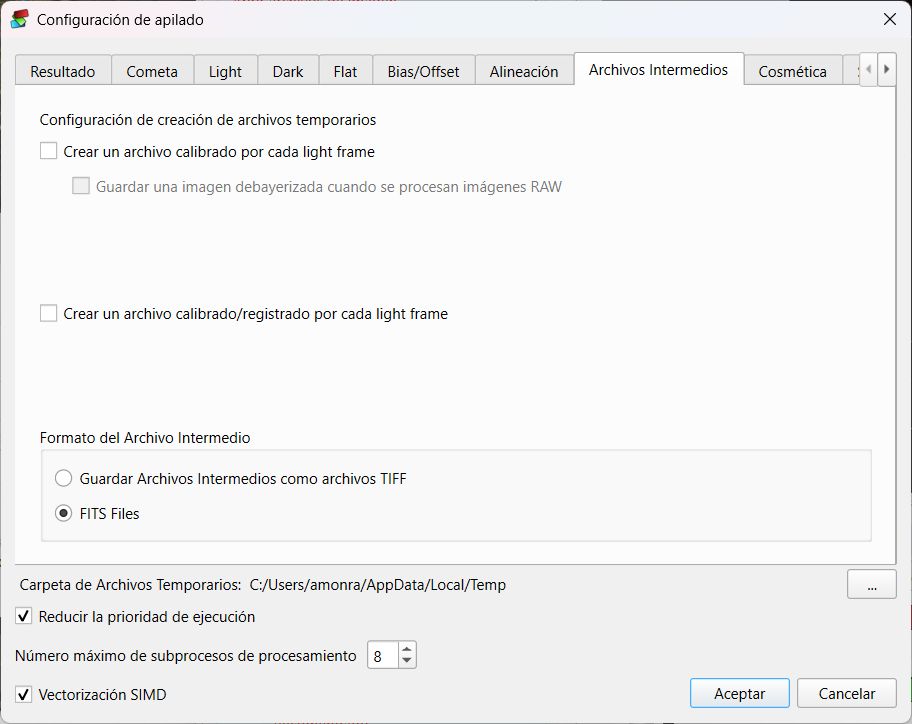 Configuración de apilado
Resultado Cometa Light Dark Flat Bias/Offset Alineación Archivos Intermedios Cosmética
Configuración de creación de archivos temporarios
Crear un archivo calibrado por cada light frame
Guardar una imagen debayerizada cuando se procesan imágenes RAW
Crear un archivo calibrado/registrado por cada light frame
Formato del Archivo Intermedio
Guardar Archivos Intermedios como archivos TIFF
FITS Files
Carpeta de Archivos Temporarios: C:/Users/amonra/AppData/Local/Temp ...
Reducir la prioridad de ejecución
Número máximo de subprocesos de procesamiento 8
Vectorización SIMD
Aceptar Cancelar